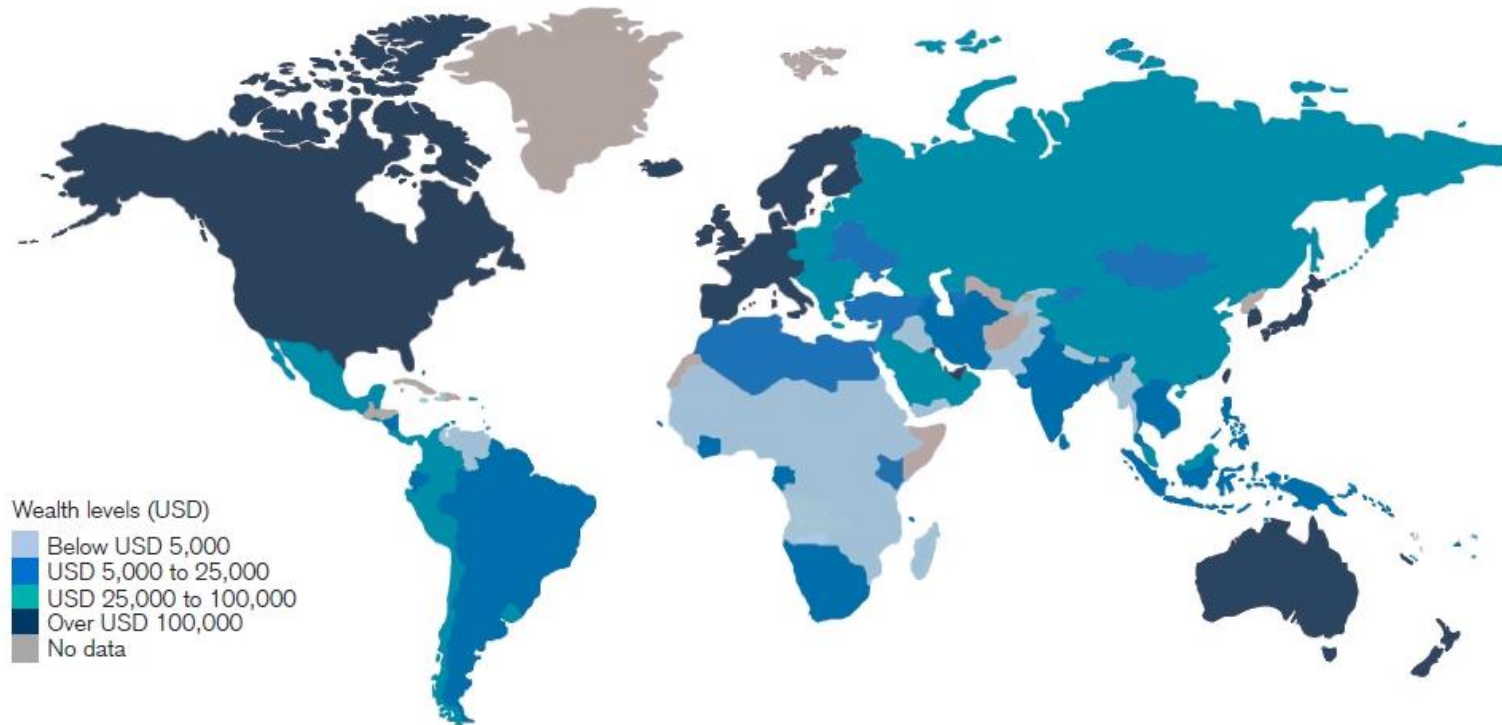 Wealth levels (USD)
Below USD 5,000
USD 5,000 to 25,000
USD 25,000 to 100,000
Over USD 100,000
No data